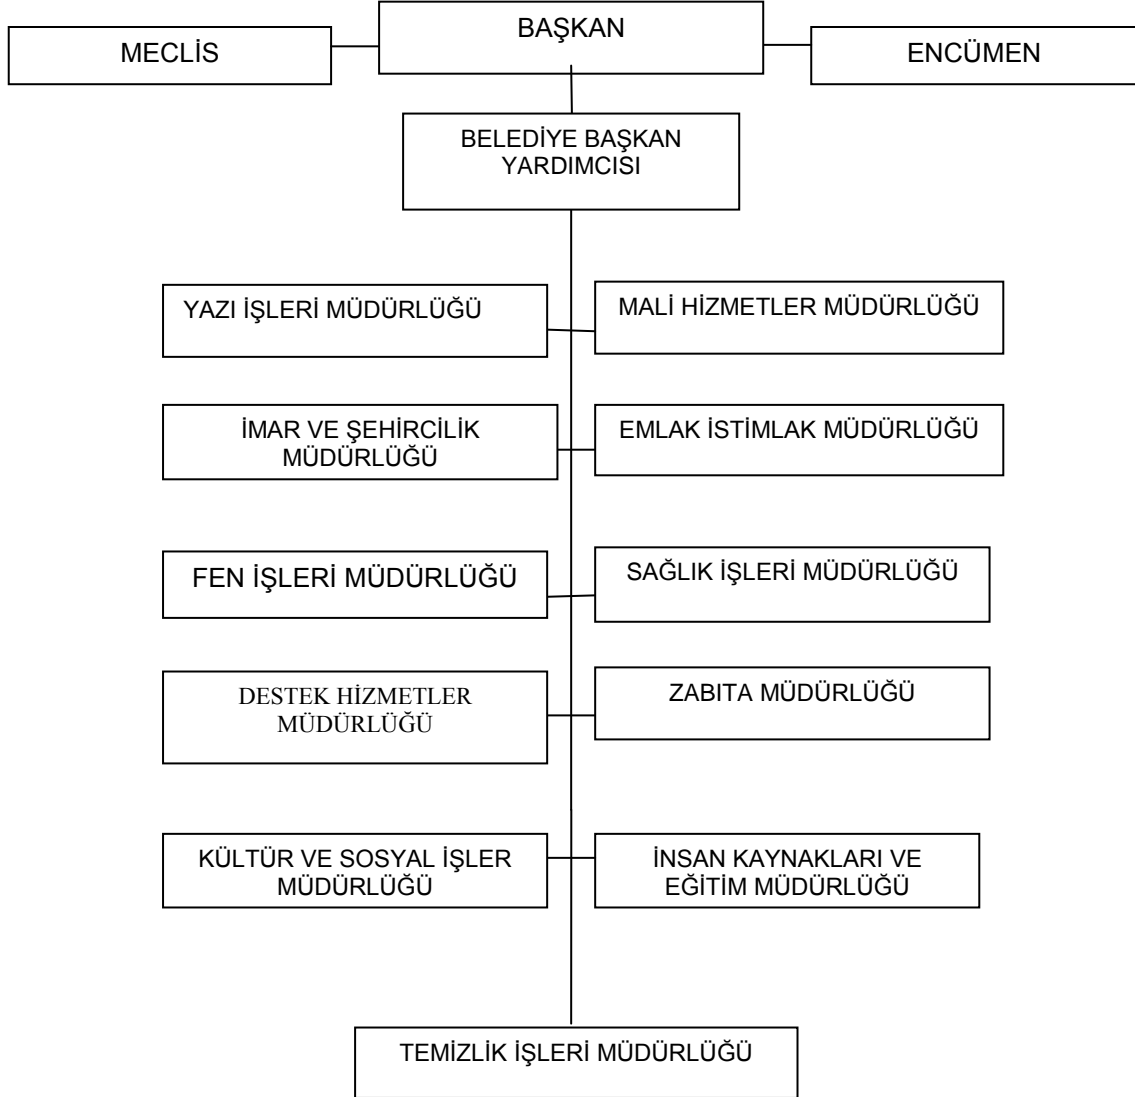 MECLİS
BAŞKAN
ENCÜMEN
BELEDİYE BAŞKAN
YARDIMCISI
YAZI İŞLERİ MÜDÜRLÜĞÜ
MALİ HİZMETLER MÜDÜRLÜĞÜ
İMAR VE ŞEHİRCİLİK
MÜDÜRLÜĞÜ
EMLAK İSTİMLAK MÜDÜRLÜĞÜ
FEN İŞLERİ MÜDÜRLÜĞÜ
SAĞLIK İŞLERİ MÜDÜRLÜĞÜ
DESTEK HİZMETLER
MÜDÜRLÜĞÜ
ZABITA MÜDÜRLÜĞÜ
KÜLTÜR VE SOSYAL İŞLER
MÜDÜRLÜĞÜ
İNSAN KAYNAKLARI VE
EĞİTİM MÜDÜRLÜĞÜ
TEMİZLİK İŞLERİ MÜDÜRLÜĞÜ